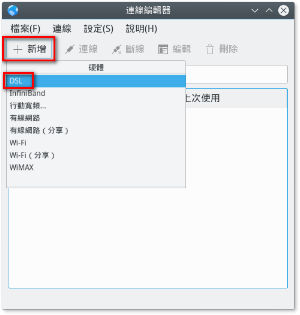 連線編輯器
檔案(F) 連線 設定(S) 說明(H)
新增 連線 斷線 編輯 刪除
硬體
DSL
上次使用
InfiniBand
行動寬頻...
有線網路
有線網路（分享）
Wi-Fi
Wi-Fi（分享）
WiMAX